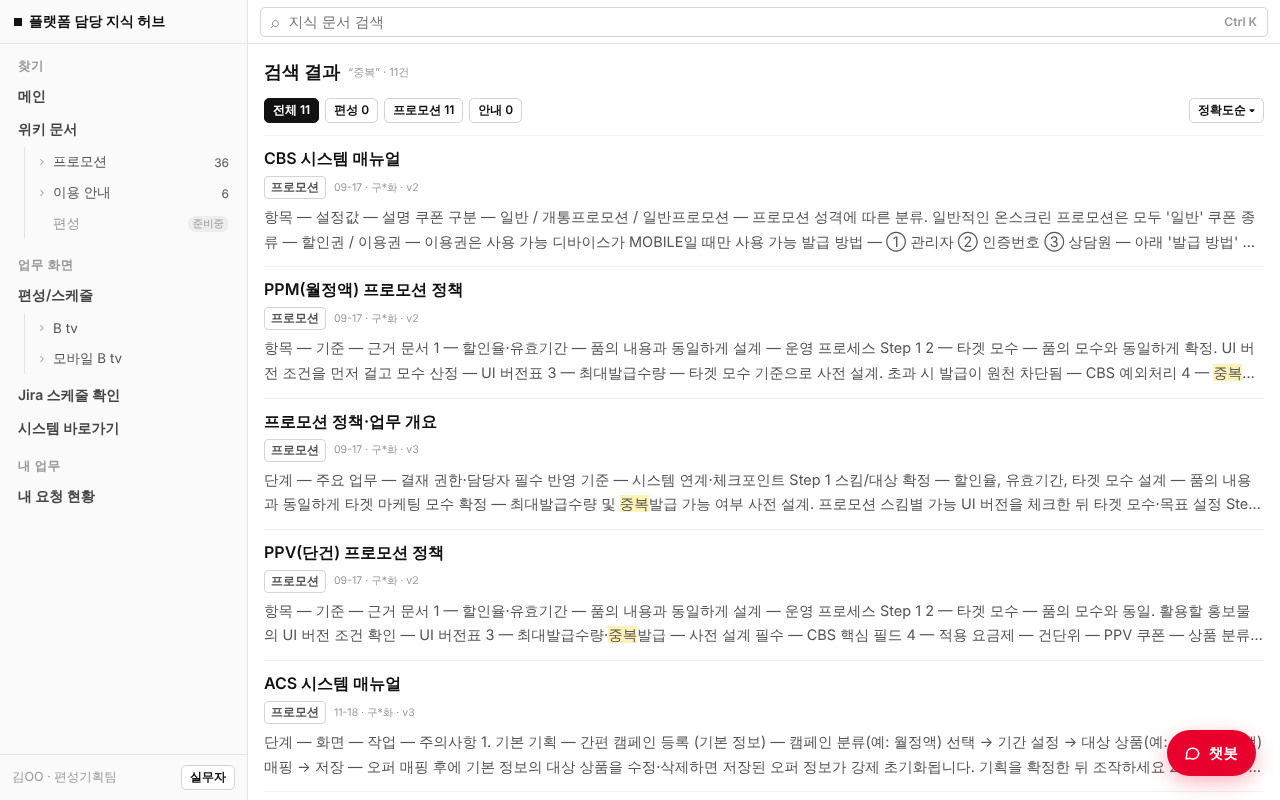 플랫폼 담당 지식 허브
지식 문서 검색
Ctrl K
찾기
메인
위키 문서
프로모션 36
이용 안내 6
편성 준비중
업무 화면
편성/스케줄
B tv
모바일 B tv
Jira 스케줄 확인
시스템 바로가기
내 업무
내 요청 현황
김OO · 편성기획팀
실무자
검색 결과 “중복” · 11건
전체 11 편성 0 프로모션 11 안내 0
정확도순
CBS 시스템 매뉴얼
프로모션 09-17 · 구*화 · v2
항목 — 설정값 — 설명 쿠폰 구분 — 일반 / 개통프로모션 / 일반프로모션 — 프로모션 성격에 따른 분류. 일반적인 온스크린 프로모션은 모두 '일반' 쿠폰 종
류 — 할인권 / 이용권 — 이용권은 사용 가능 디바이스가 MOBILE일 때만 사용 가능 발급 방법 — ① 관리자 ② 인증번호 ③ 상담원 — 아래 '발급 방법' ...
PPM(월정액) 프로모션 정책
프로모션 09-17 · 구*화 · v2
항목 — 기준 — 근거 문서 1 — 할인율·유효기간 — 품의 내용과 동일하게 설계 — 운영 프로세스 Step 1 2 — 타겟 모수 — 품의 모수와 동일하게 확정. UI 버
전 조건을 먼저 걸고 모수 산정 — UI 버전표 3 — 최대발급수량 — 타겟 모수 기준으로 사전 설계. 초과 시 발급이 원천 차단됨 — CBS 예외처리 4 — 중복...
프로모션 정책·업무 개요
프로모션 09-17 · 구*화 · v3
단계 — 주요 업무 — 결재 권한·담당자 필수 반영 기준 — 시스템 연계·체크포인트 Step 1 스킴/대상 확정 — 할인율, 유효기간, 타겟 모수 설계 — 품의 내용
과 동일하게 타겟 마케팅 모수 확정 — 최대발급수량 및 중복발급 가능 여부 사전 설계. 프로모션 스킴별 가능 UI 버전을 체크한 뒤 타겟 모수·목표 설정 Ste...
PPV(단건) 프로모션 정책
프로모션 09-17 · 구*화 · v2
항목 — 기준 — 근거 문서 1 — 할인율·유효기간 — 품의 내용과 동일하게 설계 — 운영 프로세스 Step 1 2 — 타겟 모수 — 품의 모수와 동일. 활용할 홍보물
의 UI 버전 조건 확인 — UI 버전표 3 — 최대발급수량·중복발급 — 사전 설계 필수 — CBS 핵심 필드 4 — 적용 요금제 — 건단위 — PPV 쿠폰 — 상품 분류...
ACS 시스템 매뉴얼
프로모션 11-18 · 구*화 · v3
단계 — 화면 — 작업 — 주의사항 1. 기본 기획 — 간편 캠페인 등록 (기본 정보) — 캠페인 분류(예: 월정액) 선택 → 기간 설정 → 대상 상품(예:
매핑 → 저장 — 오퍼 매핑 후에 기본 정보의 대상 상품을 수정·삭제하면 저장된 오퍼 정보가 강제 초기화됩니다. 기획을 확정한 뒤 조작하세요
챗봇